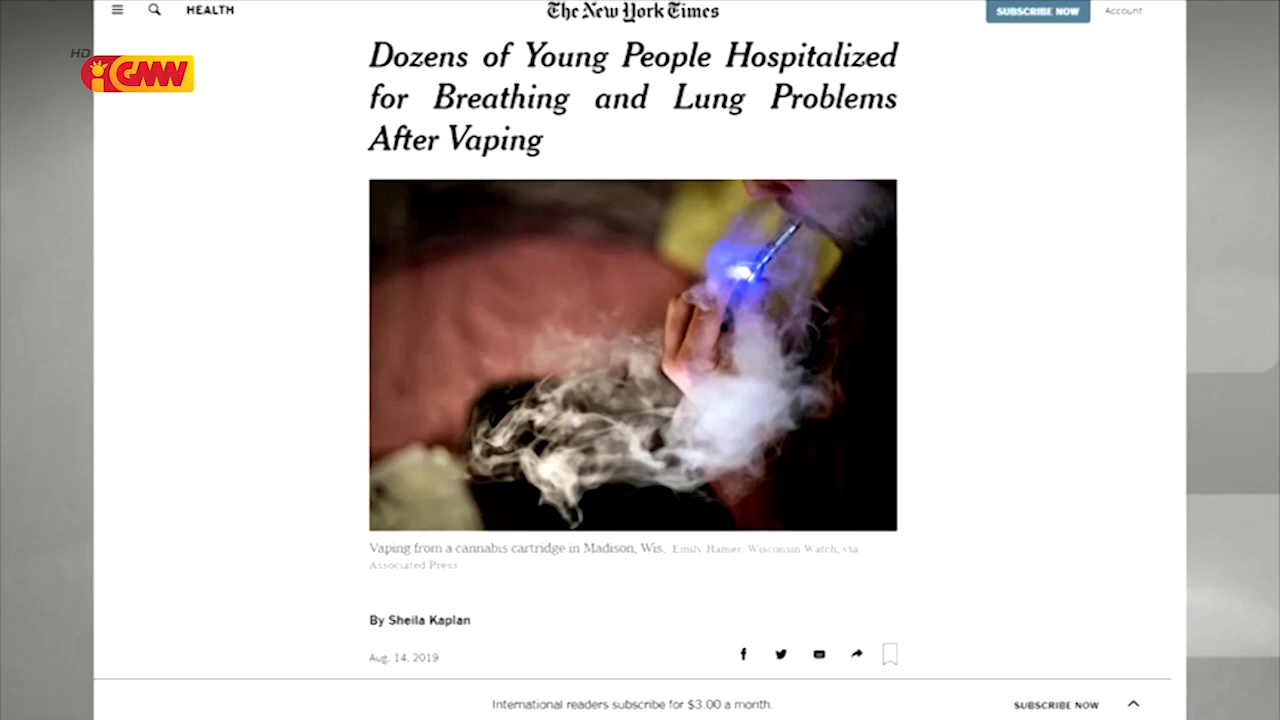 HEALTH
The New York Times
SUBSCRIBE NOW
Account
HD
iCNW
Dozens of Young People Hospitalized
for Breathing and Lung Problems
After Vaping
Vaping from a cannabis cartridge in Madison, Wis. Emily Hamer/Wisconsin Watch, via
Associated Press
By Sheila Kaplan
Aug. 14, 2019
International readers subscribe for $3.00 a month.
SUBSCRIBE NOW